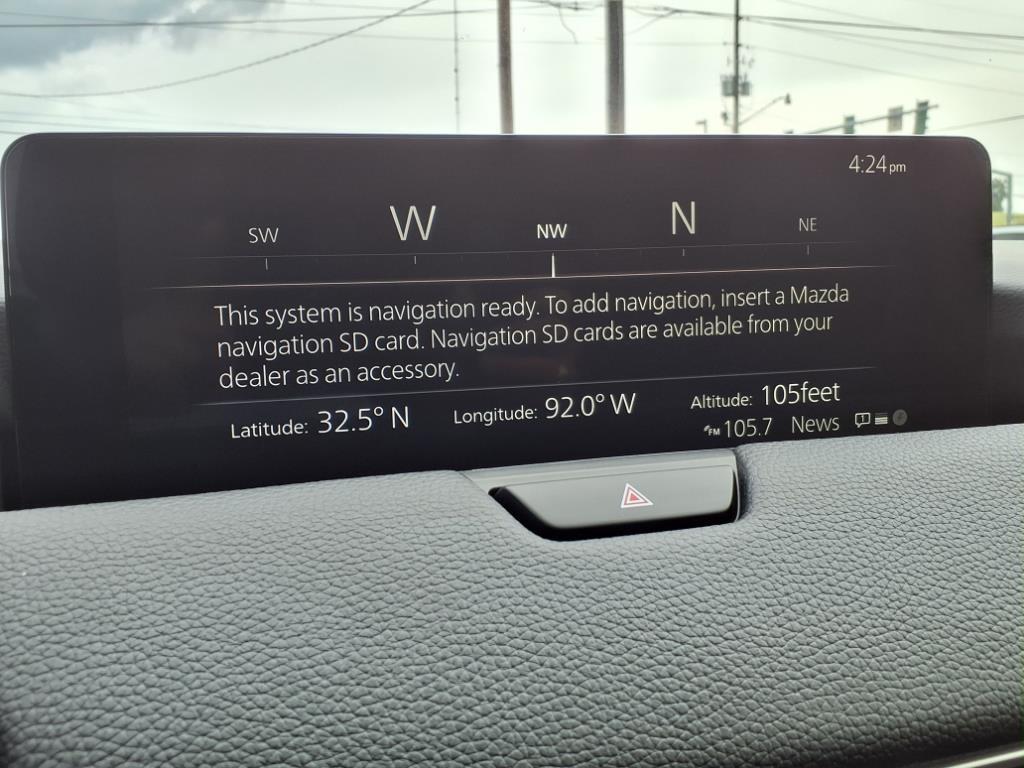 4:24pm
SW W NW N NE
This system is navigation ready. To add navigation, insert a Mazda
navigation SD card. Navigation SD cards are available from your
dealer as an accessory.
Latitude: 32.5° N Longitude: 92.0° W Altitude: 105feet
FM 105.7 News